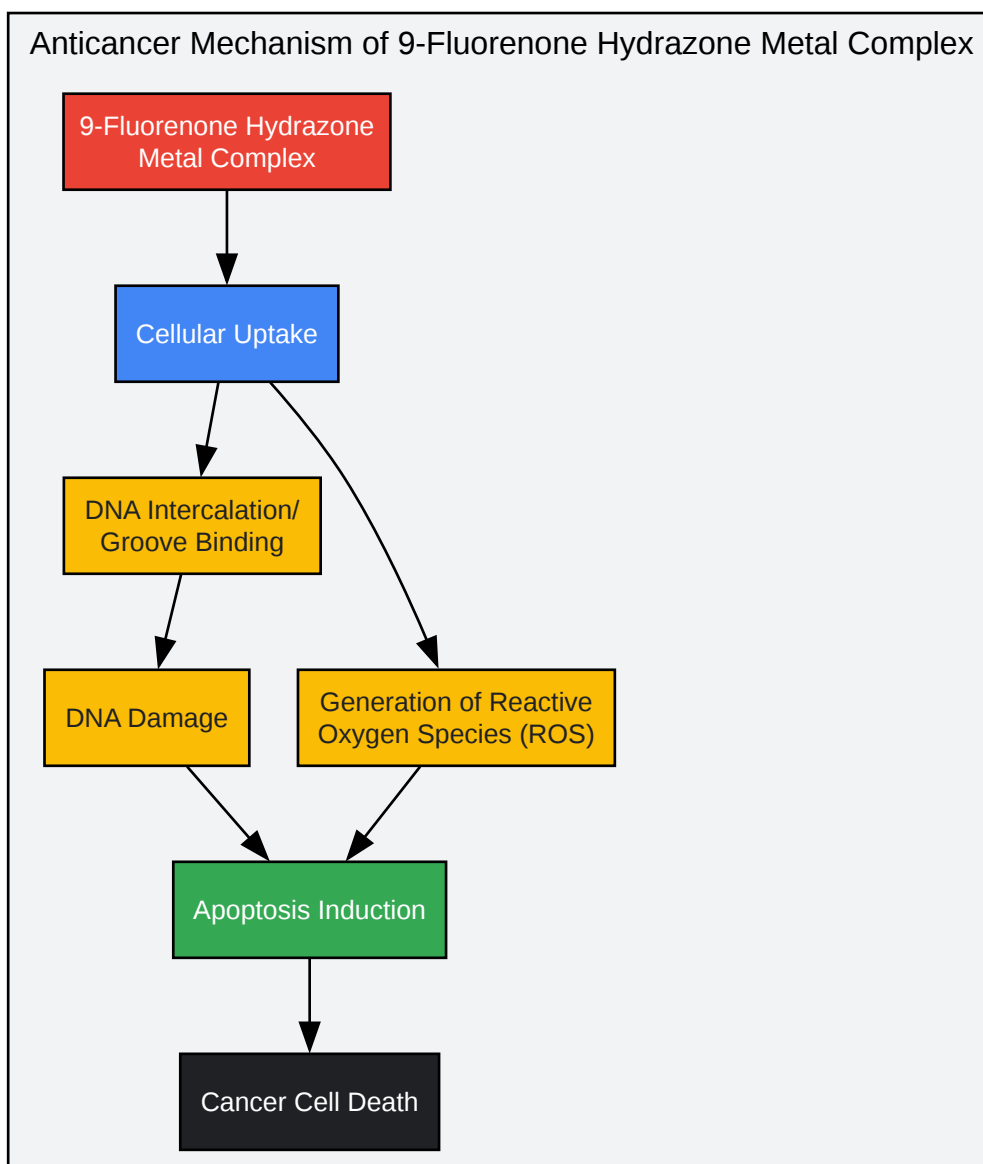 Anticancer Mechanism of 9-Fluorenone Hydrazone Metal Complex
9-Fluorenone Hydrazone
Metal Complex
Cellular Uptake
DNA Intercalation/
Groove Binding
DNA Damage
Generation of Reactive
Oxygen Species (ROS)
Apoptosis Induction
Cancer Cell Death